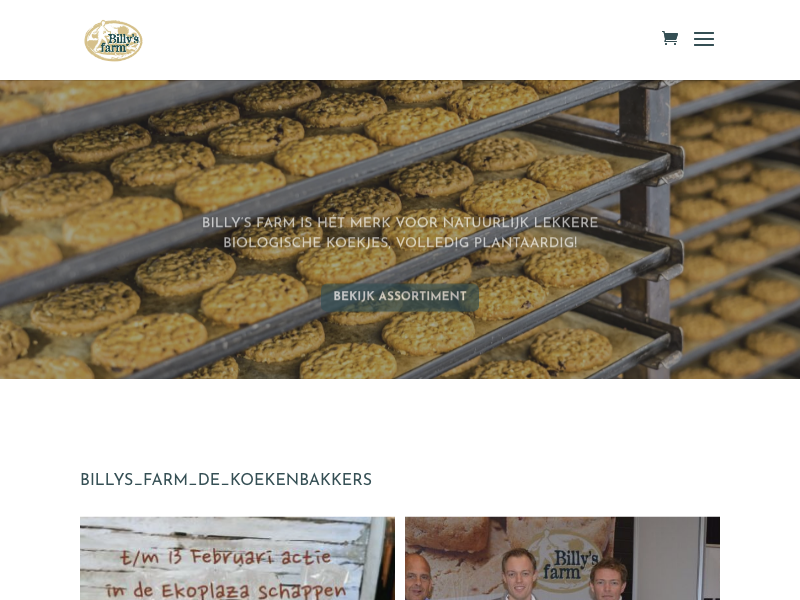 Billy's
farm
BILLY'S FARM IS HÉT MERK VOOR NATUURLIJK LEKKERE
BIOLOGISCHE KOEKJES, VOLLEDIG PLANTAARDIG!
BEKIJK ASSORTIMENT
BILLYS_FARM_DE_KOEKENBAKKERS
t/m 13 Februari actie
in de Ekoplaza schappen
Billy's
farm